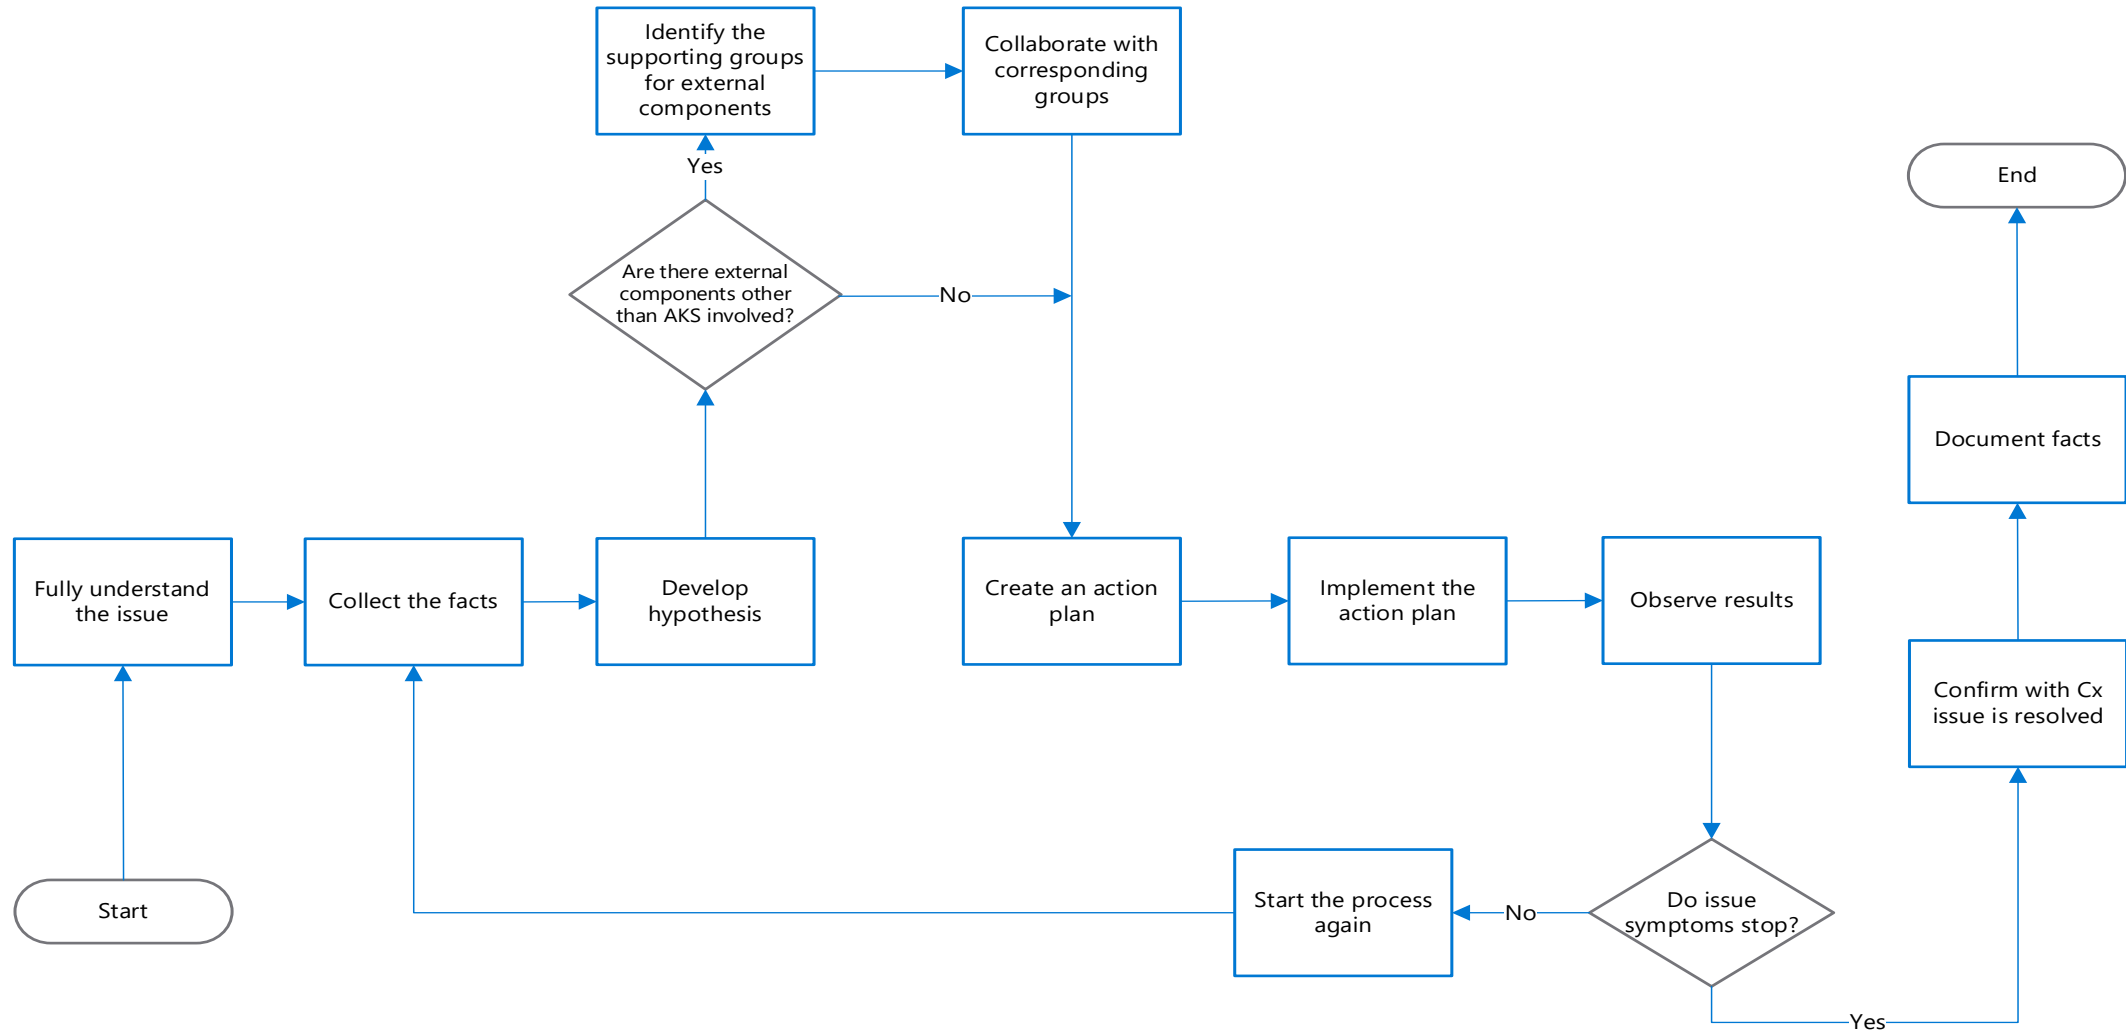 Identify the
supporting groups
for external
components
Collaborate with
corresponding
groups
Yes
End
Are there external
components other
than AKS involved?
No
Document facts
Fully understand
the issue
Collect the facts
Develop
hypothesis
Create an action
plan
Implement the
action plan
Observe results
Confirm with Cx
issue is resolved
Start
Start the process
again
No
Do issue
symptoms stop?
Yes